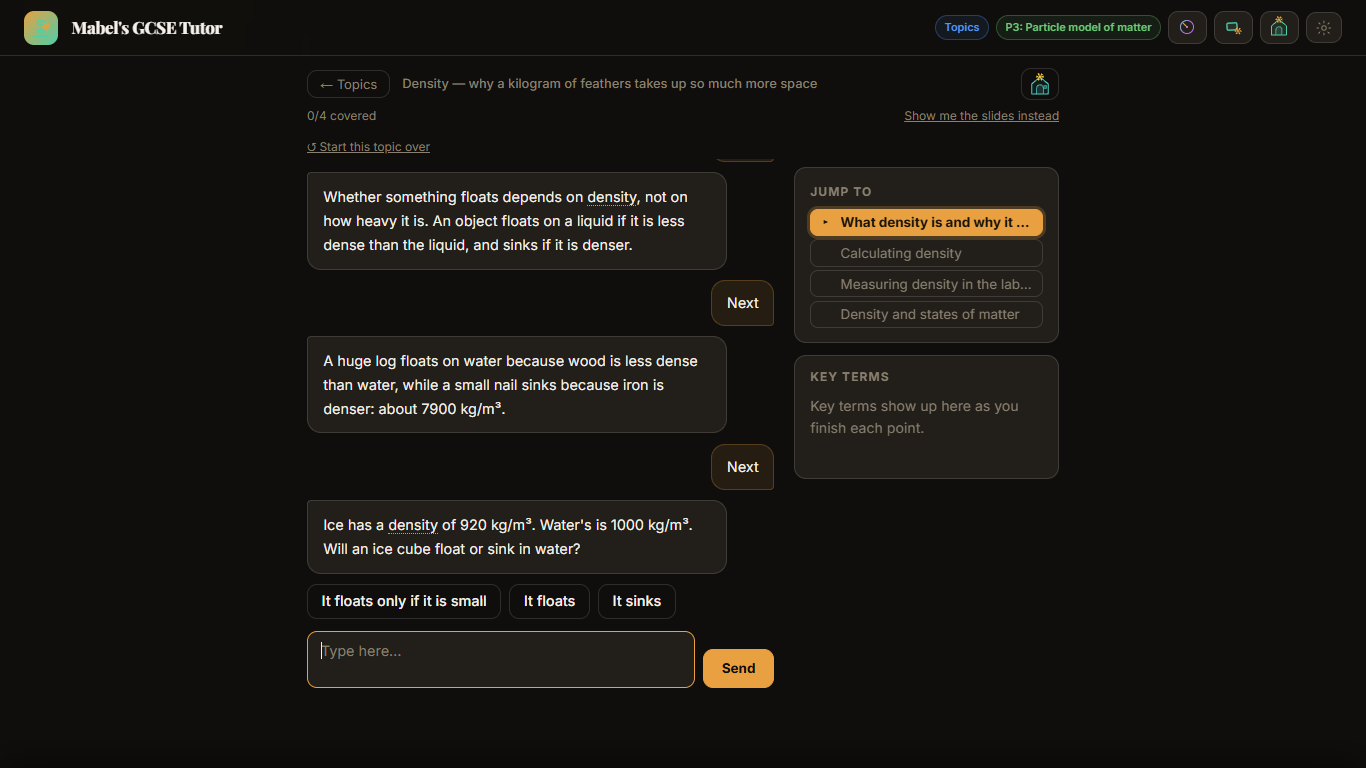 Mabel's GCSE Tutor
Topics
P3: Particle model of matter
← Topics
Density — why a kilogram of feathers takes up so much more space
0/4 covered
Show me the slides instead
↺ Start this topic over
Whether something floats depends on density, not on
how heavy it is. An object floats on a liquid if it is less
dense than the liquid, and sinks if it is denser.
Next
A huge log floats on water because wood is less dense
than water, while a small nail sinks because iron is
denser: about 7900 kg/m³.
Next
Ice has a density of 920 kg/m³. Water's is 1000 kg/m³.
Will an ice cube float or sink in water?
It floats only if it is small
It floats
It sinks
Type here...
Send
JUMP TO
▸ What density is and why it ...
Calculating density
Measuring density in the lab...
Density and states of matter
KEY TERMS
Key terms show up here as you
finish each point.